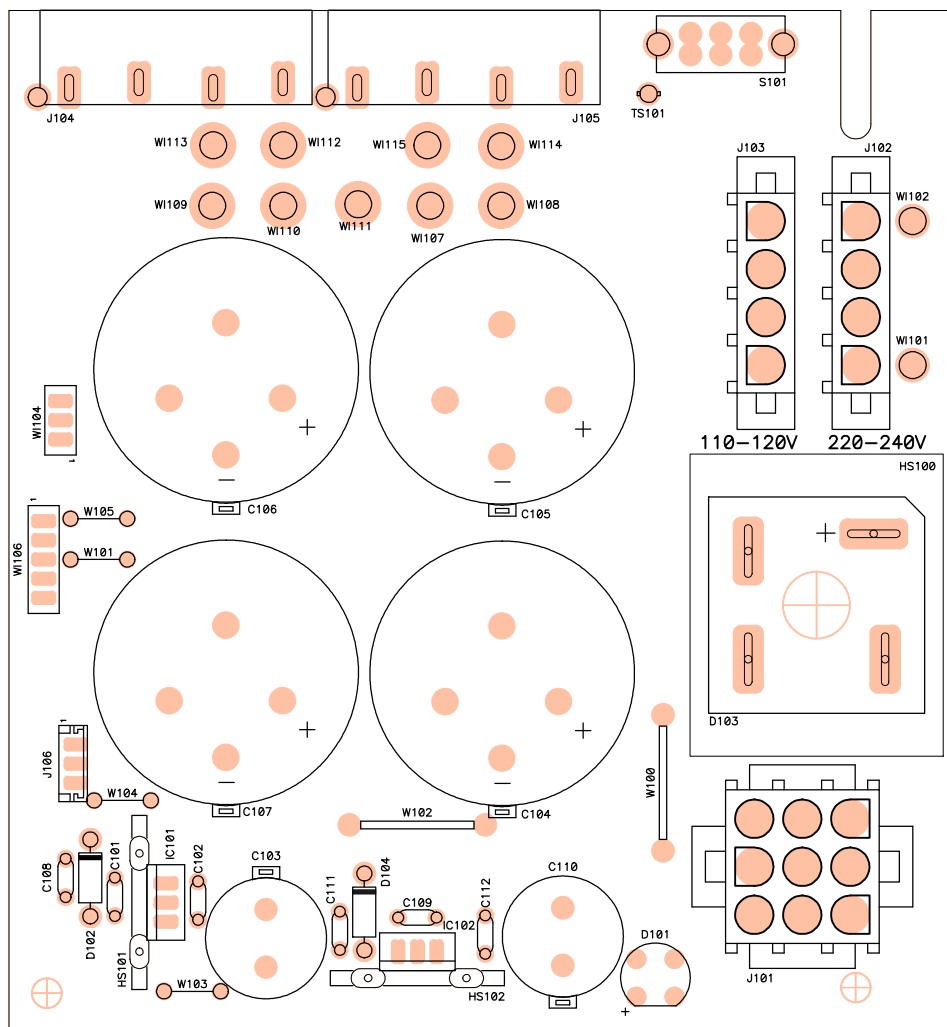 S101
J104
J105
TS101
WI113
WI112
WI115
WI114
J103
J102
WI102
WI109
WI110
WI111
WI107
WI108
WI101
WI104
1
+
+
110-120V
220-240V
HS100
-
-
C106
C105
1
W105
W101
WI106
+
D103
1
J106
+
+
W100
-
-
W104
C107
W102
C104
C108
C101
IC101
C102
C103
D104
C110
C111
C109
C112
IC102
D102
HS101
D101
W103
HS102
J101
+